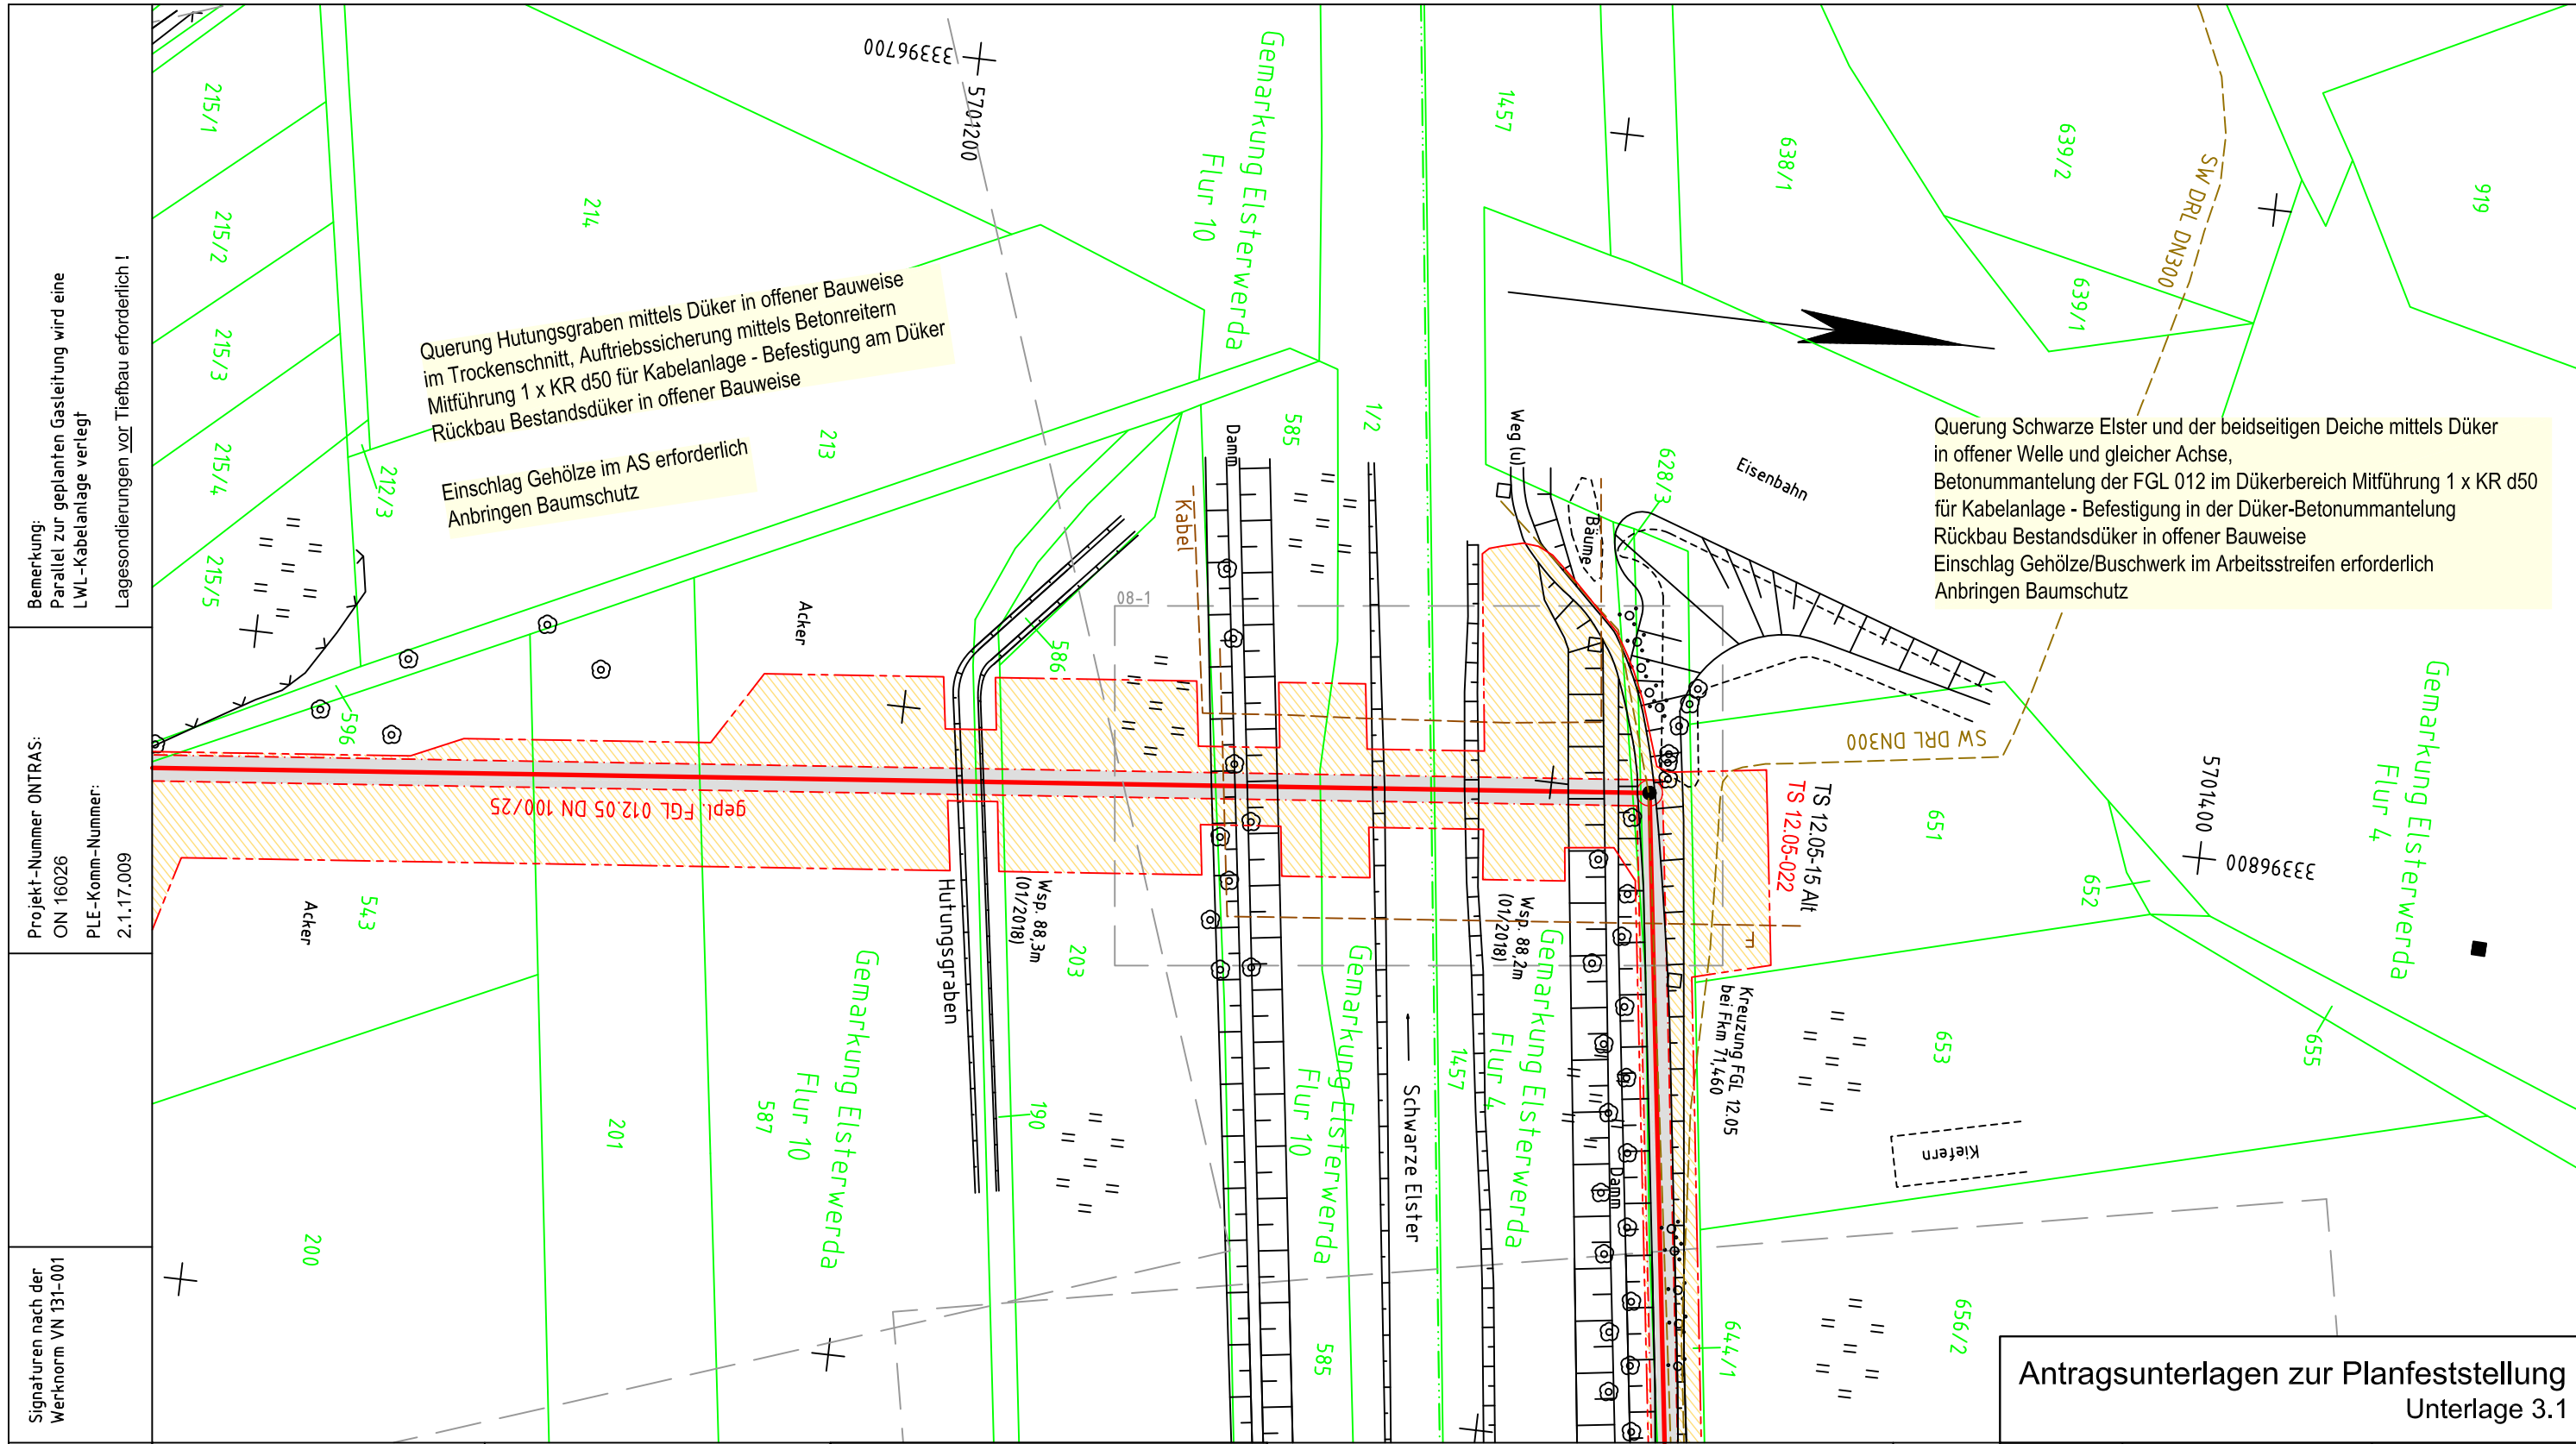 Bemerkung:
Parallel zur geplanten Gasleitung wird eine
LWL-Kabelanlage verlegt
Lagesondierungen vor Tiefbau erforderlich !
Projekt-Nummer ONTRAS:
ON 16026
PLE-Komm-Nummer:
2.1.17.009
Signaturen nach der
Werknorm VN 131-001
Querung Hutungsgraben mittels Düker in offener Bauweise
im Trockenschnitt, Auftriebssicherung mittels Betonreitern
Mitführung 1 x KR d50 für Kabelanlage - Befestigung am Düker
Rückbau Bestandsdüker in offener Bauweise
Einschlag Gehölze im AS erforderlich
Anbringen Baumschutz
Querung Schwarze Elster und der beidseitigen Deiche mittels Düker
in offener Welle und gleicher Achse,
Betonummantelung der FGL 012 im Dükerbereich Mitführung 1 x KR d50
für Kabelanlage - Befestigung in der Düker-Betonummantelung
Rückbau Bestandsdüker in offener Bauweise
Einschlag Gehölze/Buschwerk im Arbeitsstreifen erforderlich
Anbringen Baumschutz
33396700
5701200
Gemarkung Elsterwerda
Flur 10
1457
638/1
639/2
919
639/1
SW DRL DN300
215/1
215/2
215/3
215/4
215/5
214
213
212/3
585
1/2
Damm
Kabel
Weg (u)
Bäume
628/3
Eisenbahn
08-1
Acker
586
596
gepl. FGL 012.05 DN 100/25
SW DRL DN300
TS 12.05-15 Alt
TS 12.05-022
651
5701400
33396800
Gemarkung Elsterwerda
Flur 4
652
655
653
543
Acker
Hutungsgraben
Wsp. 88,3m
(01/2018)
203
Wsp. 88,2m
(01/2018)
F
Kreuzung FGL 12.05
bei Fkm 71,460
Gemarkung Elsterwerda
Flur 10
587
201
190
200
Gemarkung Elsterwerda
Flur 10
585
Schwarze Elster
1457
Gemarkung Elsterwerda
Flur 4
Damm
Kiefern
644/1
656/2
Antragsunterlagen zur Planfeststellung
Unterlage 3.1